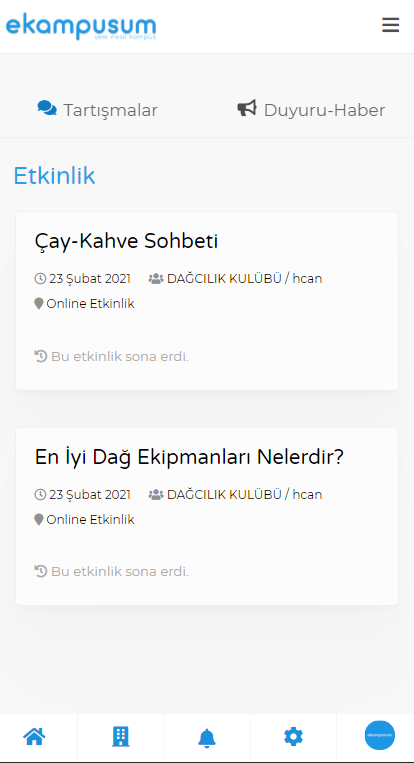 ekampusum
yeni nesil kampüs
Tartışmalar
Duyuru-Haber
Etkinlik
Çay-Kahve Sohbeti
23 Şubat 2021 DAĞCILIK KULÜBÜ / hcan
Online Etkinlik
Bu etkinlik sona erdi.
En İyi Dağ Ekipmanları Nelerdir?
23 Şubat 2021 DAĞCILIK KULÜBÜ / hcan
Online Etkinlik
Bu etkinlik sona erdi.
ekampusum